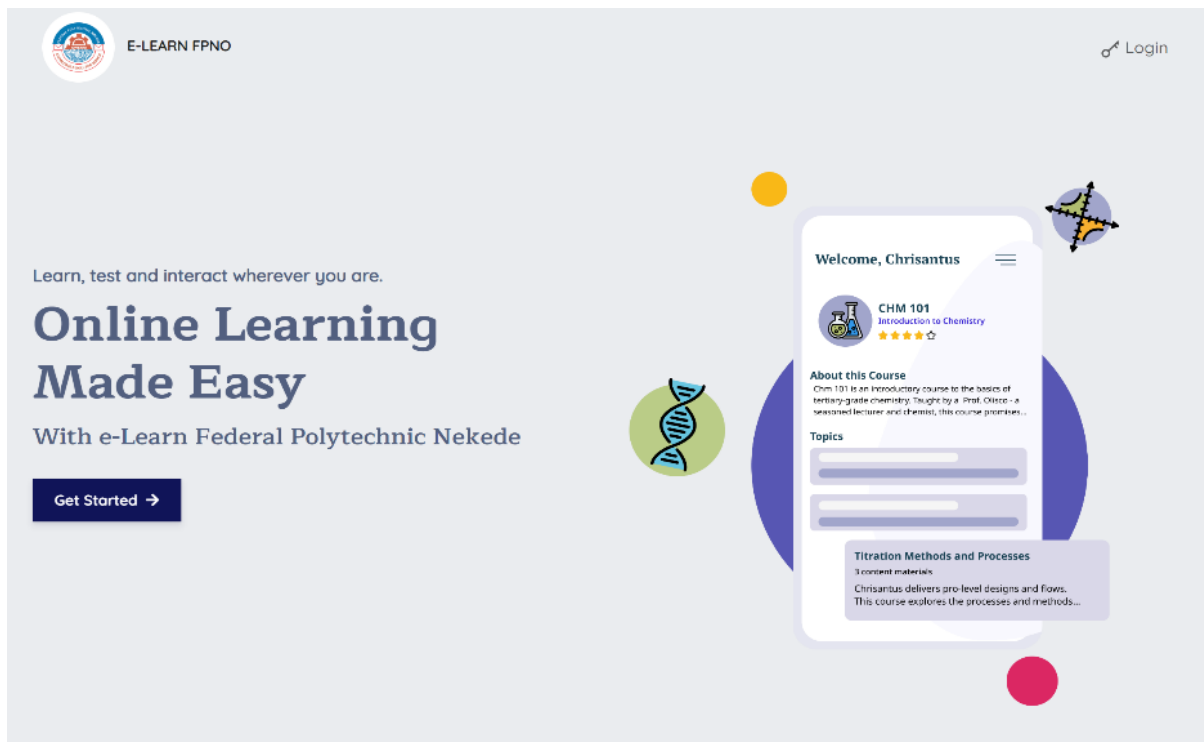 E-LEARN FPNO
Login
Learn, test and interact wherever you are.
Online Learning
Made Easy
With e-Learn Federal Polytechnic Nekede
Get Started →
Welcome, Chrisantus
CHM 101
Introduction to Chemistry
About this Course
Chm 101 is an introductory course to the basics of
tertiary-grade chemistry. Taught by a Prof. Olisco - a
seasoned lecturer and chemist, this course promises...
Topics
Titration Methods and Processes
3 content materials
Chrisantus delivers pro-level designs and flows.
This course explores the processes and methods...